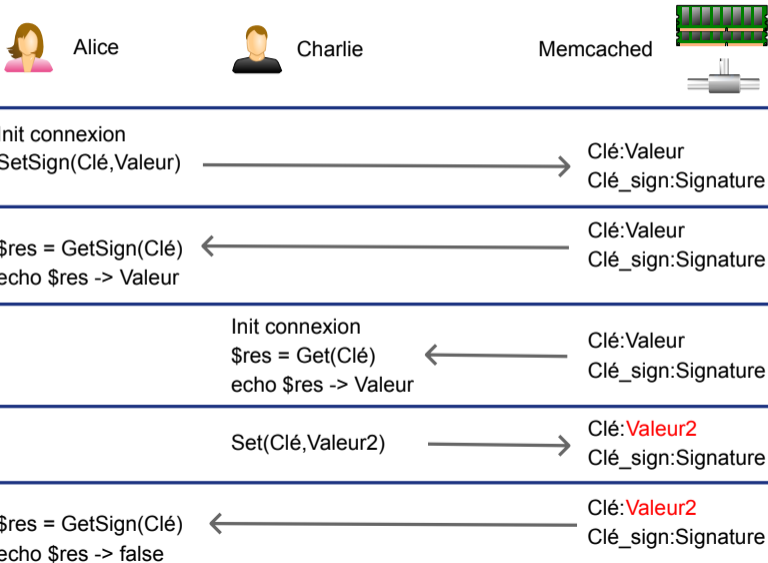 Alice
Charlie
Memcached
Init connexion
SetSign(Clé,Valeur)
Clé:Valeur
Clé_sign:Signature
$res = GetSign(Clé)
echo $res -> Valeur
Clé:Valeur
Clé_sign:Signature
Init connexion
$res = Get(Clé)
echo $res -> Valeur
Clé:Valeur
Clé_sign:Signature
Set(Clé,Valeur2)
Clé:Valeur2
Clé_sign:Signature
$res = GetSign(Clé)
echo $res -> false
Clé:Valeur2
Clé_sign:Signature